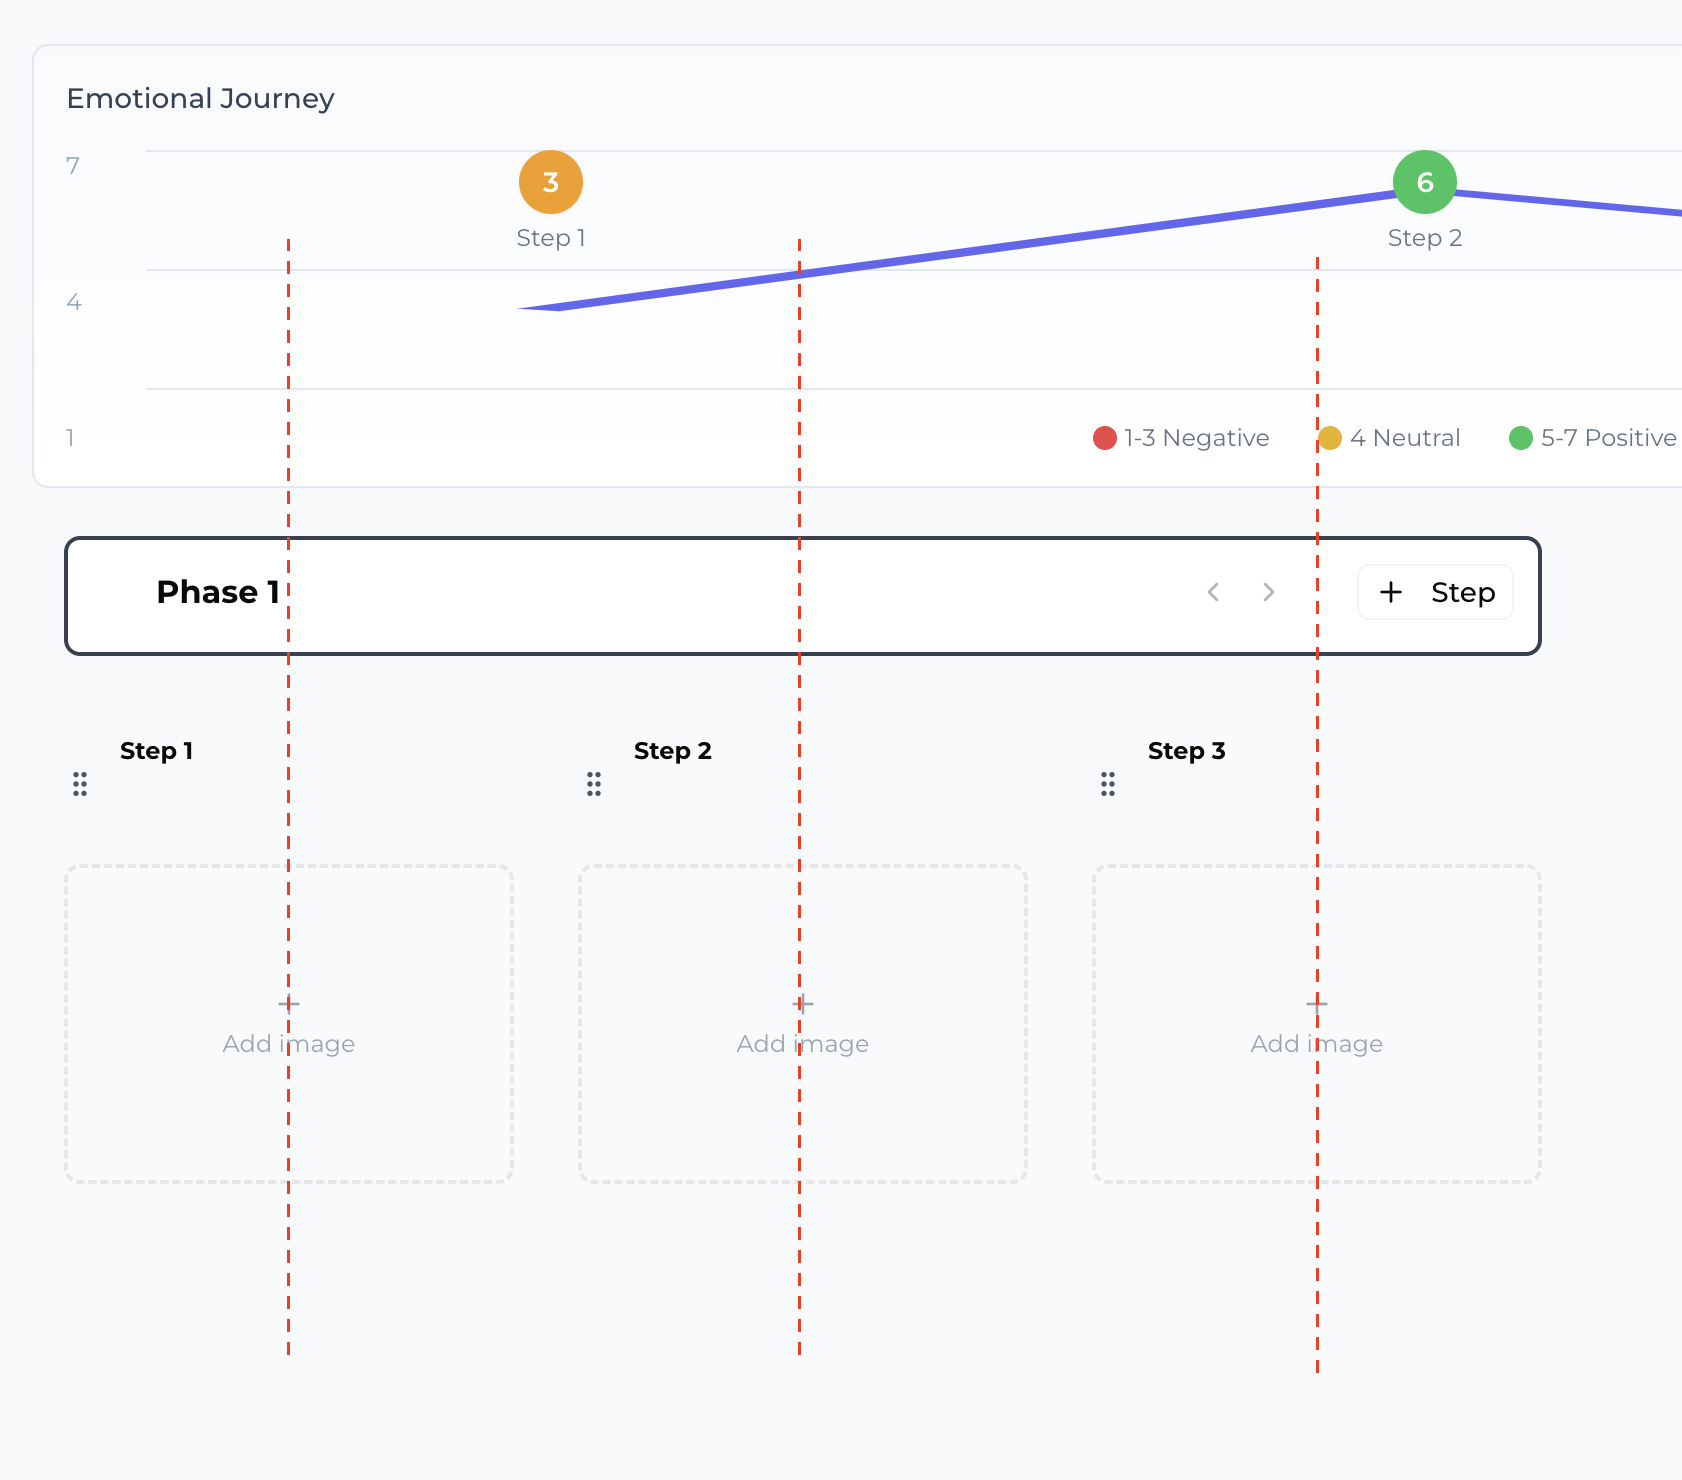 Emotional Journey
7
3
6
Step 1
Step 2
4
1
1-3 Negative
4 Neutral
5-7 Positive
Phase 1
Step
Step 1
Step 2
Step 3
Add image
Add image
Add image